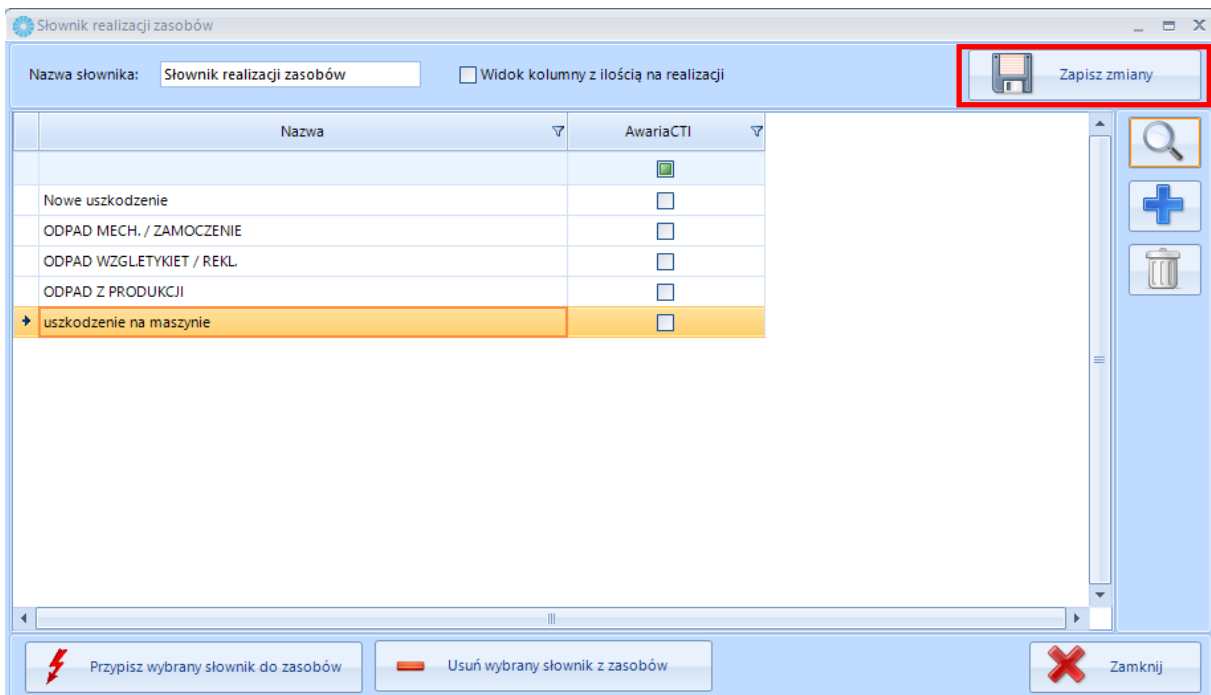 Słownik realizacji zasobów
Nazwa słownika: Słownik realizacji zasobów Widok kolumny z ilością na realizacji Zapisz zmiany
Nazwa AwariaCTI
Nowe uszkodzenie
ODPAD MECH. / ZAMOCZENIE
ODPAD WZGL.ETYKIET / REKL.
ODPAD Z PRODUKCJI
uszkodzenie na maszynie
Przypisz wybrany słownik do zasobów Usuń wybrany słownik z zasobów Zamknij